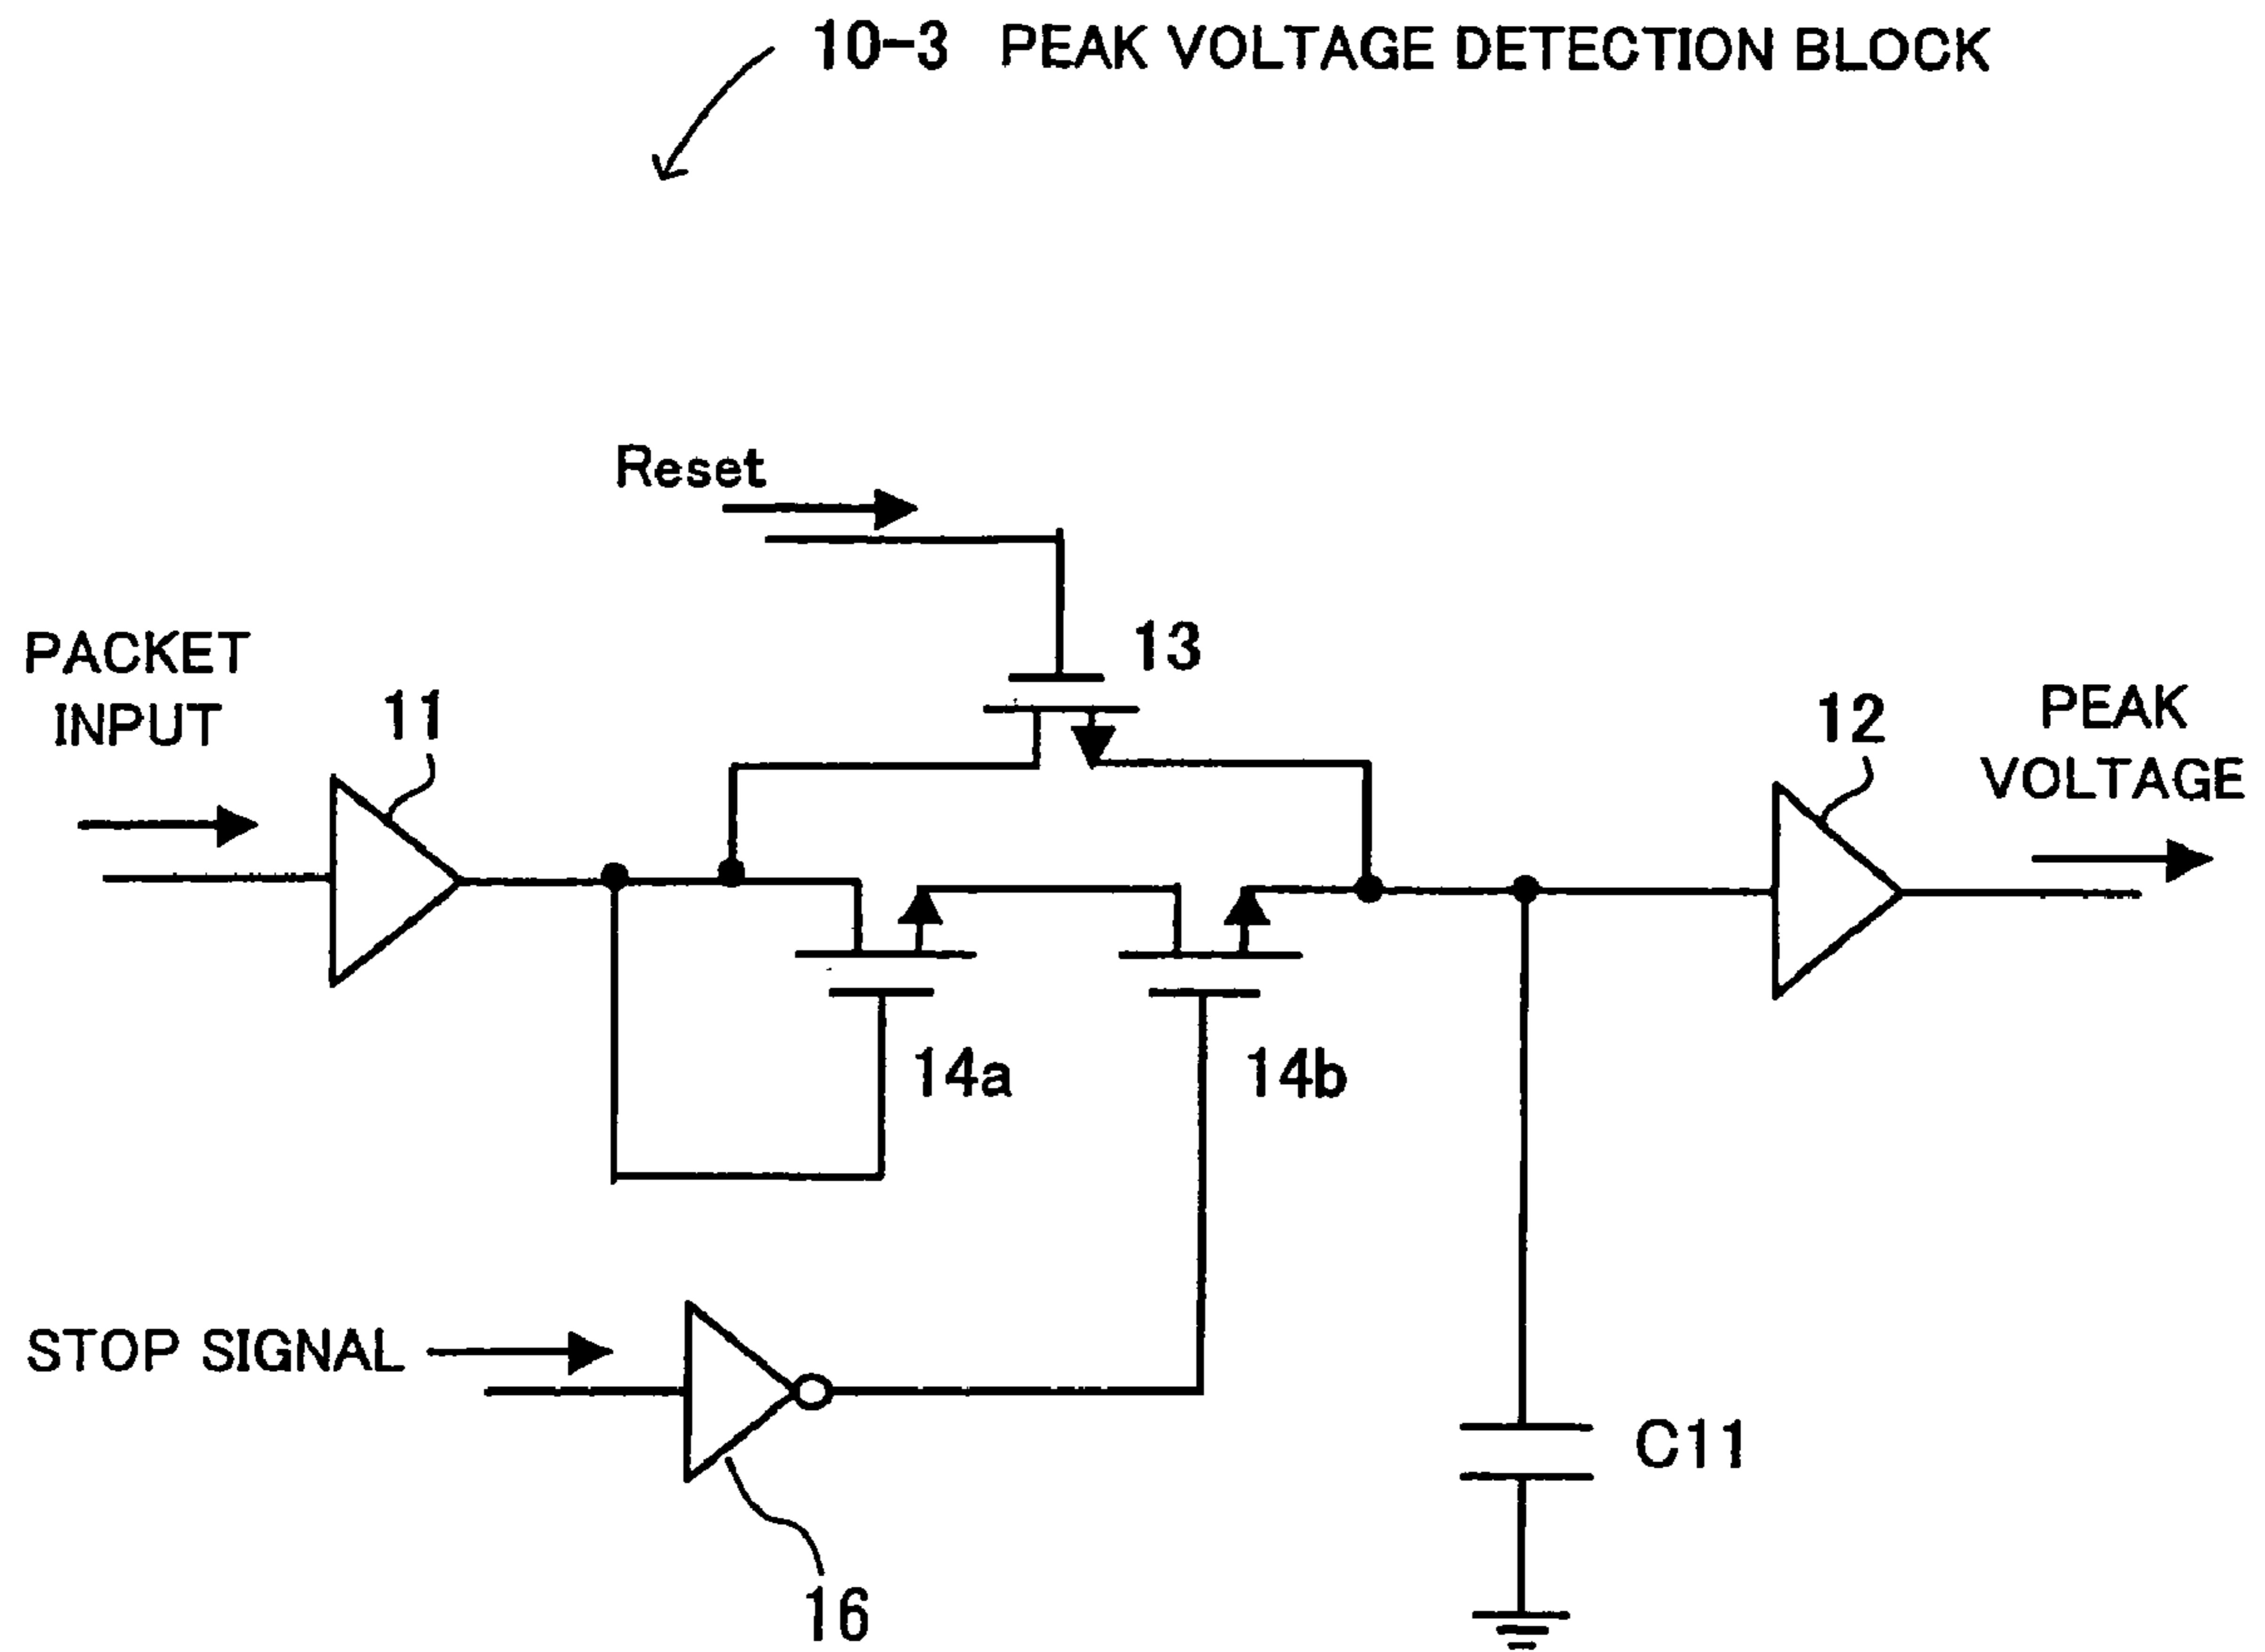 10-3 PEAK VOLTAGE DETECTION BLOCK
Reset
13
PACKET
INPUT
11
12
PEAK
VOLTAGE
14a
14b
STOP SIGNAL
C11
16